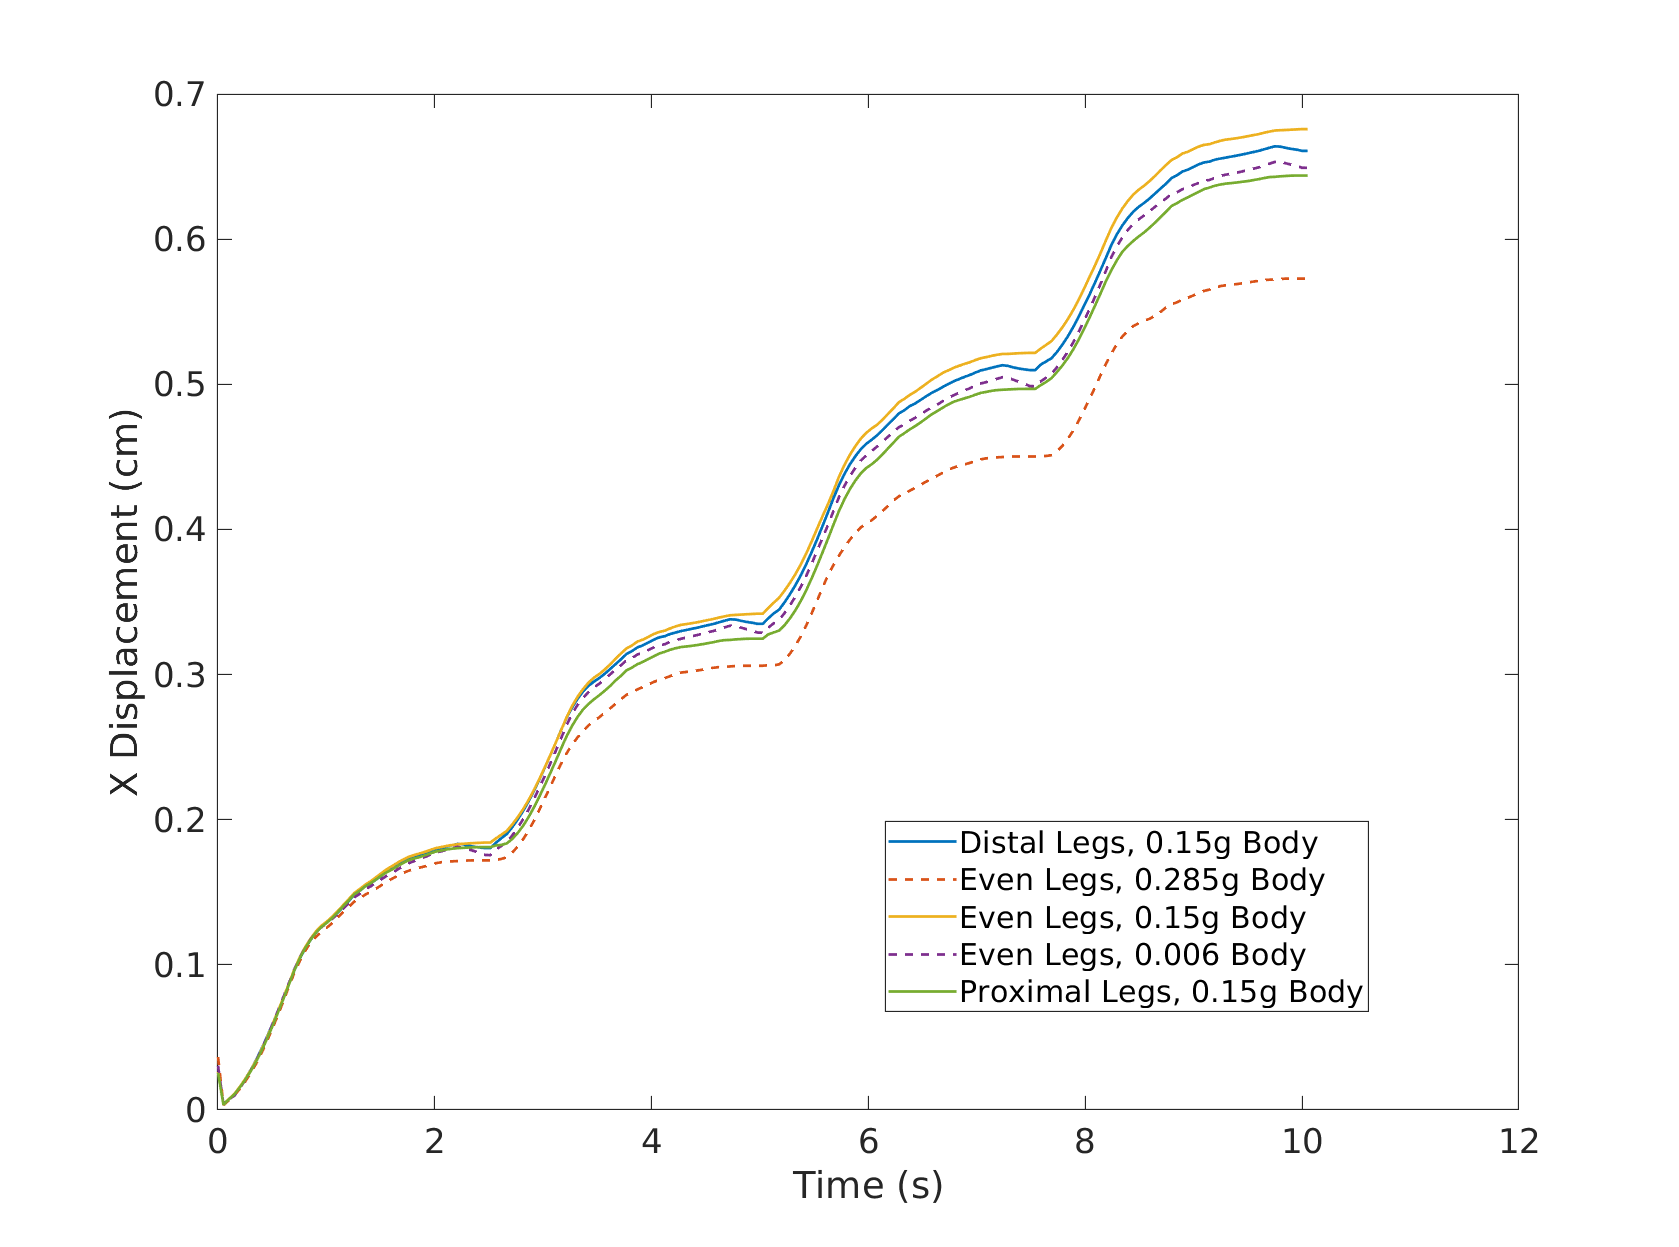 0.7
0.6
0.5
0.4
0.3
0.2
0.1
0
X Displacement (cm)
Distal Legs, 0.15g Body
Even Legs, 0.285g Body
Even Legs, 0.15g Body
Even Legs, 0.006 Body
Proximal Legs, 0.15g Body
0 2 4 6 8 10 12
Time (s)